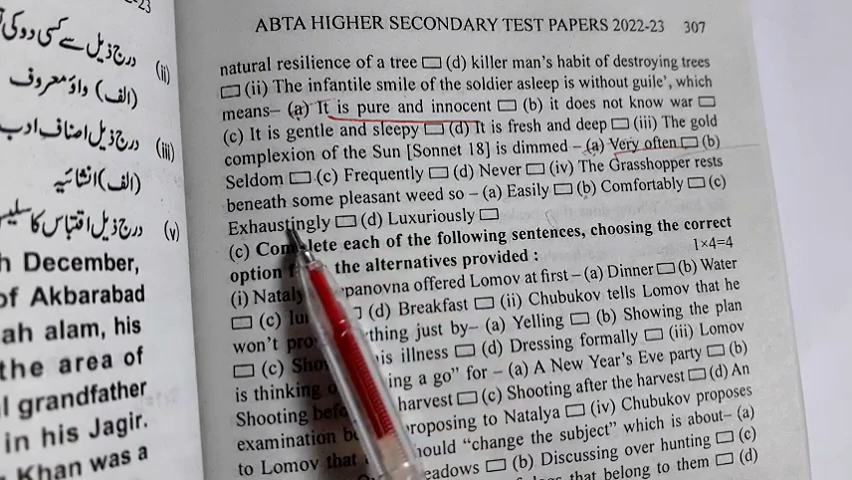 -23
درج ذیل سے کسی دو کی
(ii)
(الف) واؤ معروف
درج ذیل اصناف ادب
(iii)
(الف) انشائیہ
درج ذیل اقتباس کا سلیس
(v)
h December,
of Akbarabad
ah alam, his
the area of
l grandfather
in his Jagir.
Khan was a
ABTA HIGHER SECONDARY TEST PAPERS 2022-23 307
natural resilience of a tree ☐ (d) killer man's habit of destroying trees
☐ (ii) The infantile smile of the soldier asleep is without guile', which
means– (a) It is pure and innocent ☐ (b) it does not know war ☐
(c) It is gentle and sleepy ☐ (d) It is fresh and deep ☐ (iii) The gold
complexion of the Sun [Sonnet 18] is dimmed – (a) Very often ☐ (b)
Seldom ☐ (c) Frequently ☐ (d) Never ☐ (iv) The Grasshopper rests
beneath some pleasant weed so – (a) Easily ☐ (b) Comfortably ☐ (c)
Exhaustingly ☐ (d) Luxuriously ☐
(c) Complete each of the following sentences, choosing the correct
option the alternatives provided : 1×4=4
(i) panovna offered Lomov at first – (a) Dinner ☐ (b) Water
☐ (c) ☐ (d) Breakfast ☐ (ii) Chubukov tells Lomov that he
won't thing just by– (a) Yelling ☐ (b) Showing the plan
☐ (c) is illness ☐ (d) Dressing formally ☐ (iii) Lomov
is thinking ing a go" for – (a) A New Year's Eve party ☐ (b)
Shooting harvest ☐ (c) Shooting after the harvest ☐ (d) An
examination proposing to Natalya ☐ (iv) Chubukov proposes
to Lomov that hould "change the subject" which is about– (a)
eadows ☐ (b) Discussing over hunting ☐ (c)
that belong to them ☐ (d)